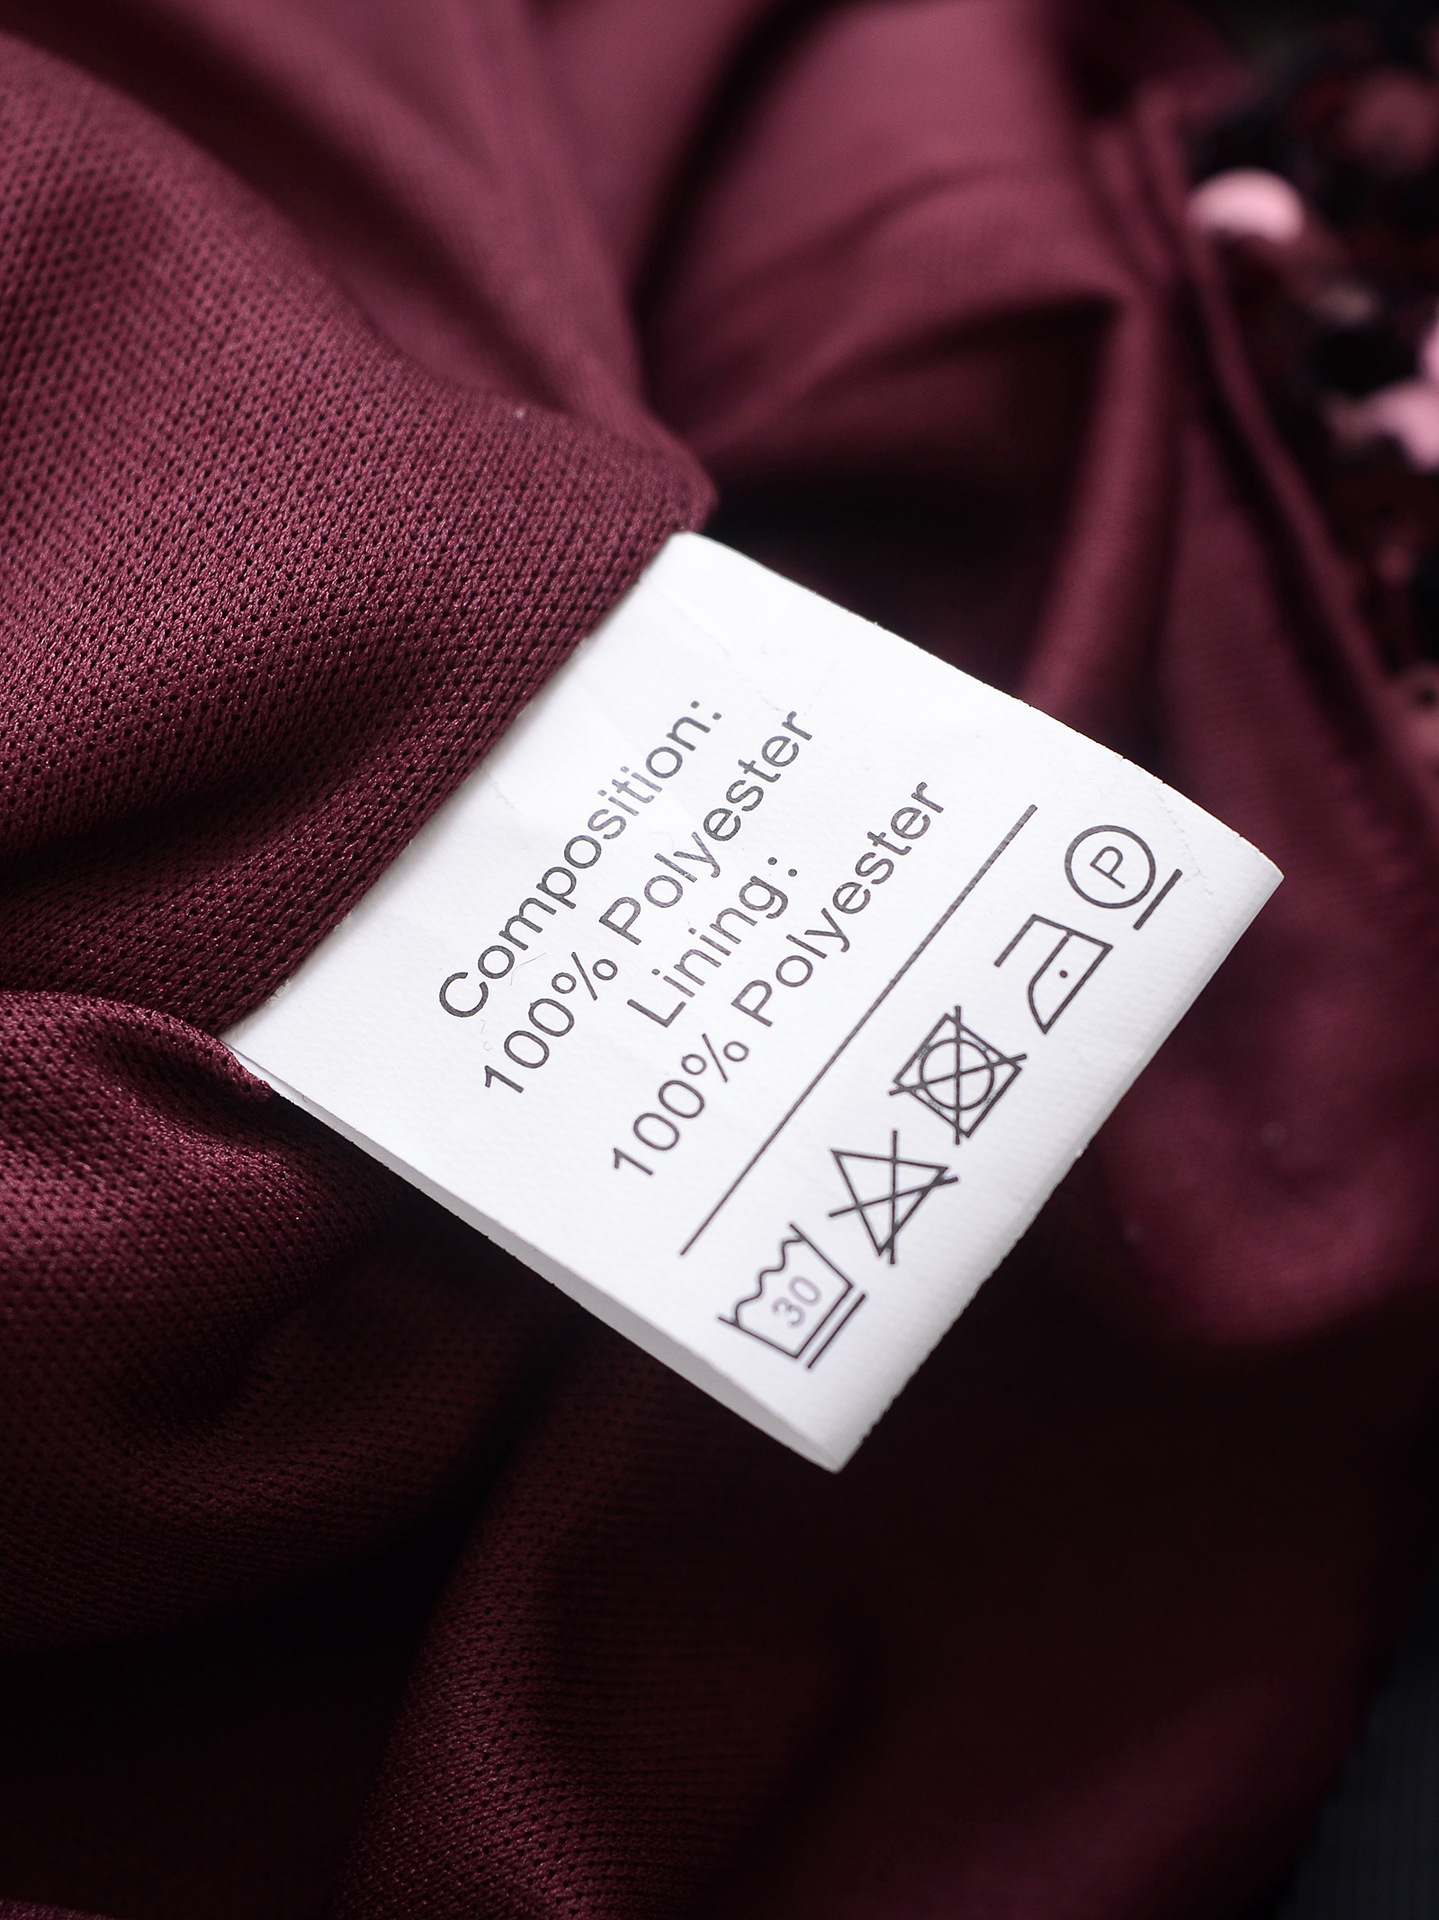 Composition:
100% Polyester
Lining:
100% Polyester
30
P